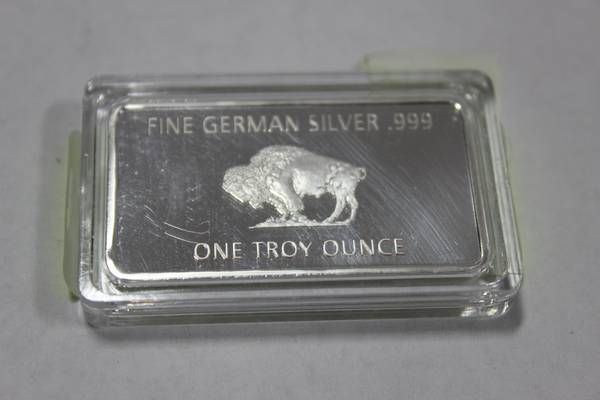 FINE GERMAN SILVER .999
ONE TROY OUNCE